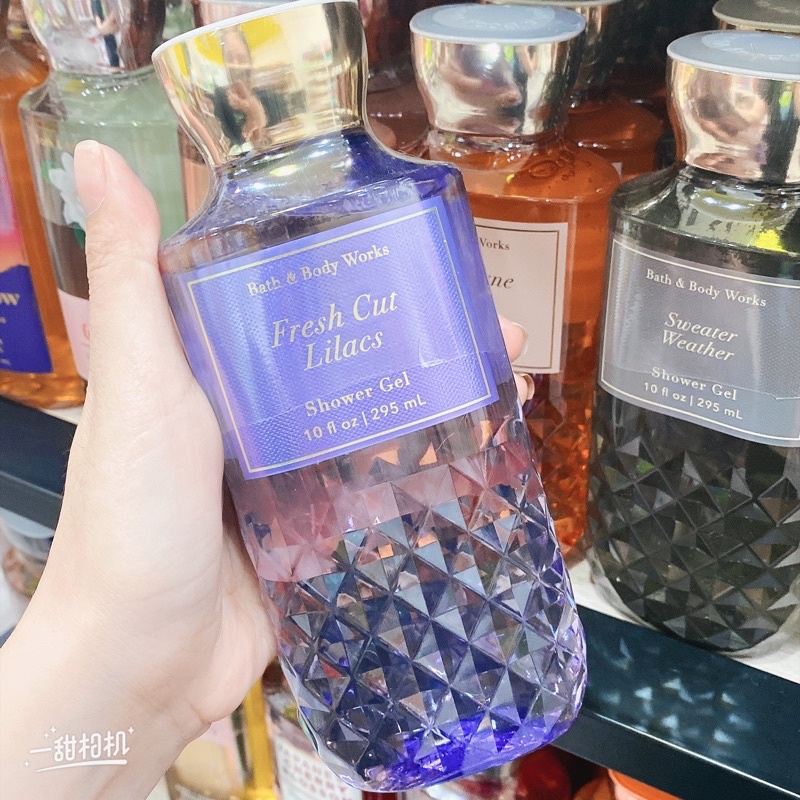 Bath & Body Works
Fresh Cut
Lilacs
Shower Gel
10 fl oz | 295 mL
Bath & Body Works
Sweater
Weather
Shower Gel
10 fl oz | 295 mL
Works
一甜相机